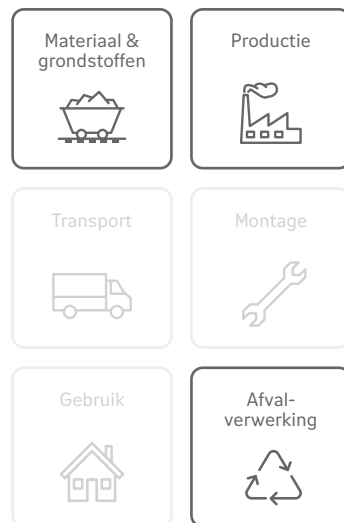 Materiaal &
grondstoffen
Productie
Transport
Montage
Gebruik
Afval-
verwerking